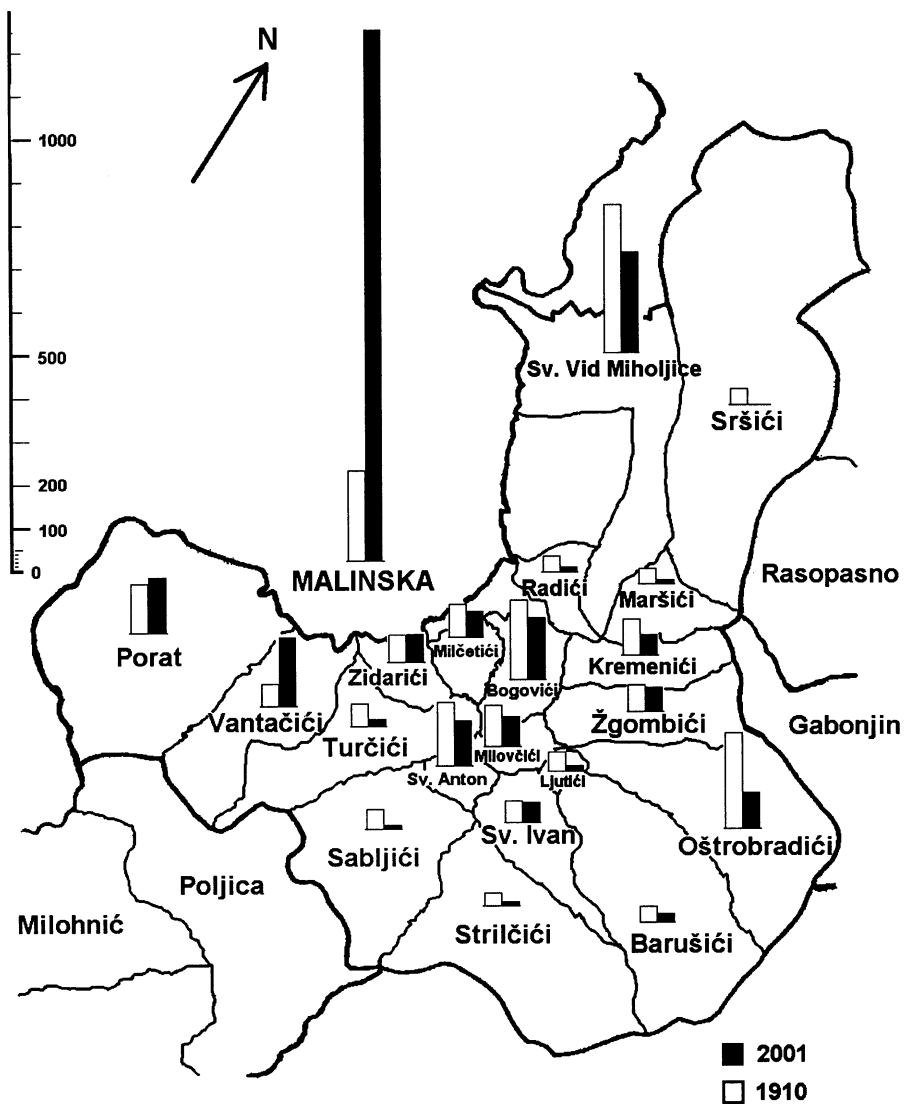 N
1000
500
200
100
0
Sv. Vid Miholjice
Sršići
MALINSKA
Rasopasno
Radići
Maršići
Porat
Milčetići
Zidarići
Bogovići
Kremenići
Vantačići
Turčići
Žgombići
Gabonjin
Milovčići
Sv. Anton
Ljutići
Sv. Ivan
Oštrobradići
Sabljići
Poljica
Milohnić
Strilčići
Barušići
2001
1910